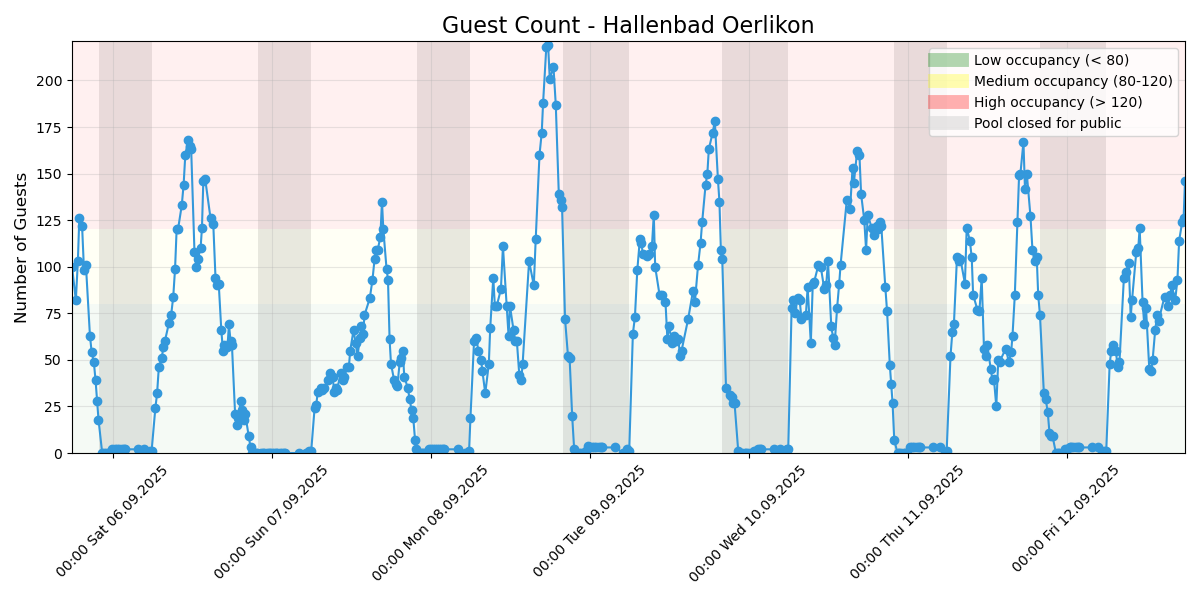 Guest Count - Hallenbad Oerlikon
Number of Guests
200
175
150
125
100
75
50
25
0
Low occupancy (< 80)
Medium occupancy (80-120)
High occupancy (> 120)
Pool closed for public
00:00 Sat 06.09.2025
00:00 Sun 07.09.2025
00:00 Mon 08.09.2025
00:00 Tue 09.09.2025
00:00 Wed 10.09.2025
00:00 Thu 11.09.2025
00:00 Fri 12.09.2025